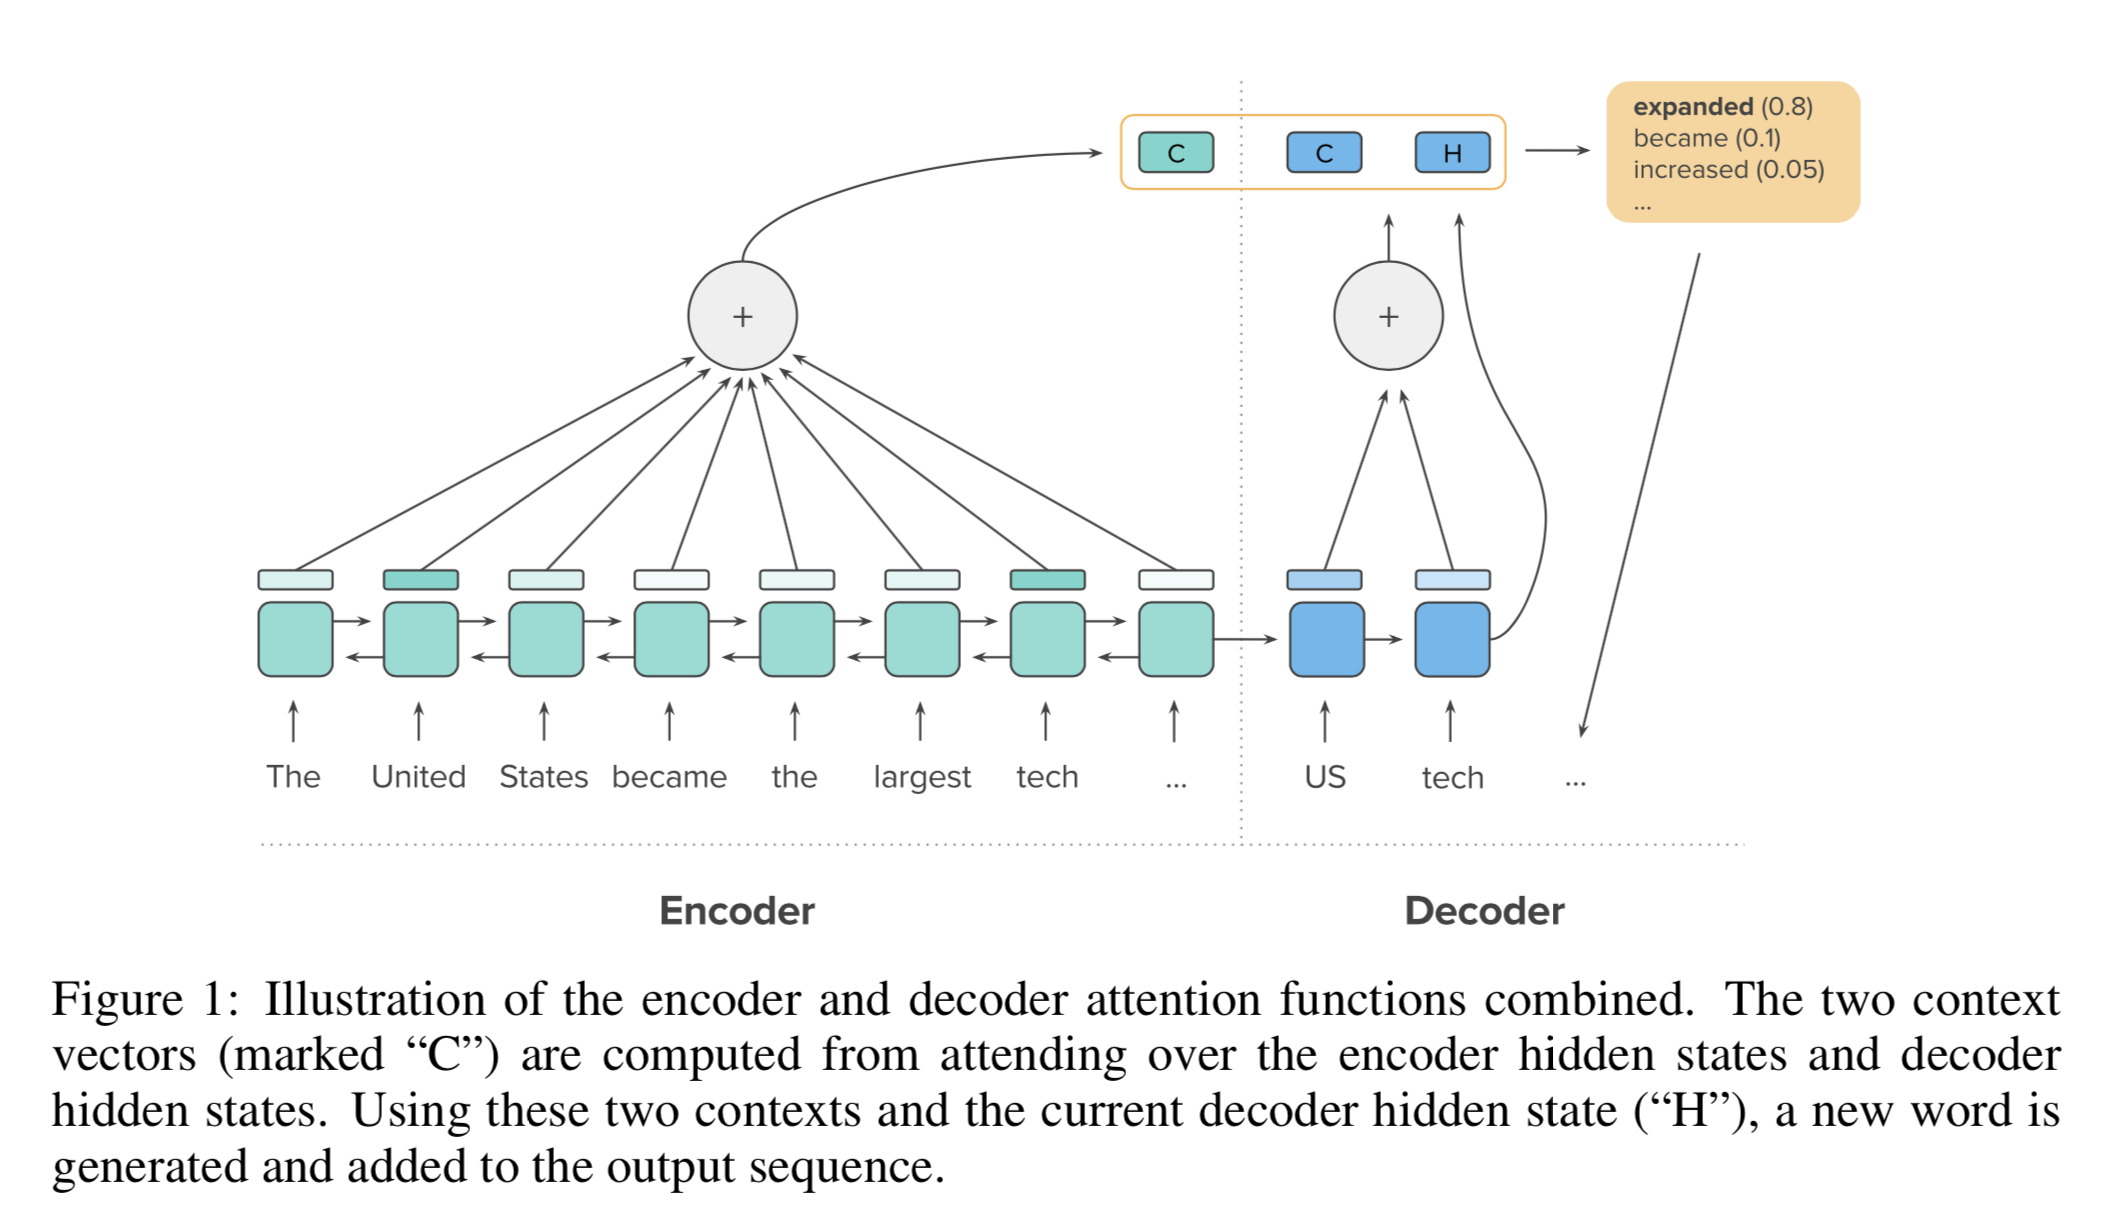 C C H
expanded (0.8)
became (0.1)
increased (0.05)
...
+ +
The United States became the largest tech ... US tech ...
Encoder Decoder
Figure 1: Illustration of the encoder and decoder attention functions combined. The two context
vectors (marked “C”) are computed from attending over the encoder hidden states and decoder
hidden states. Using these two contexts and the current decoder hidden state (“H”), a new word is
generated and added to the output sequence.